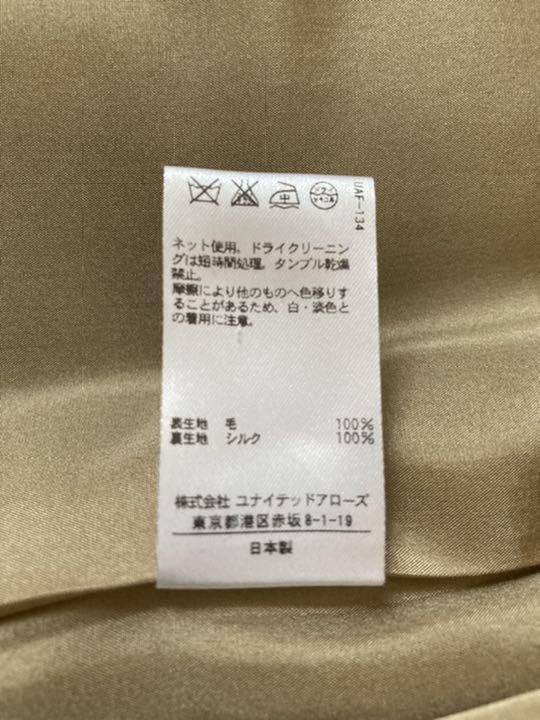 UAF-134
中
ネット使用。ドライクリーニン
グは短時間処理。タンブル乾燥
禁止。
摩擦により他のものへ色移りす
ることがあるため、白・淡色と
の着用に注意。
表生地 毛 100%
裏生地 シルク 100%
株式会社 ユナイテッドアローズ
東京都港区赤坂8-1-19
日本製